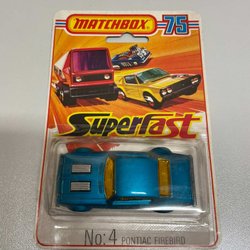 MATCHBOX 75
Superfast
No: 4 PONTIAC FIREBIRD